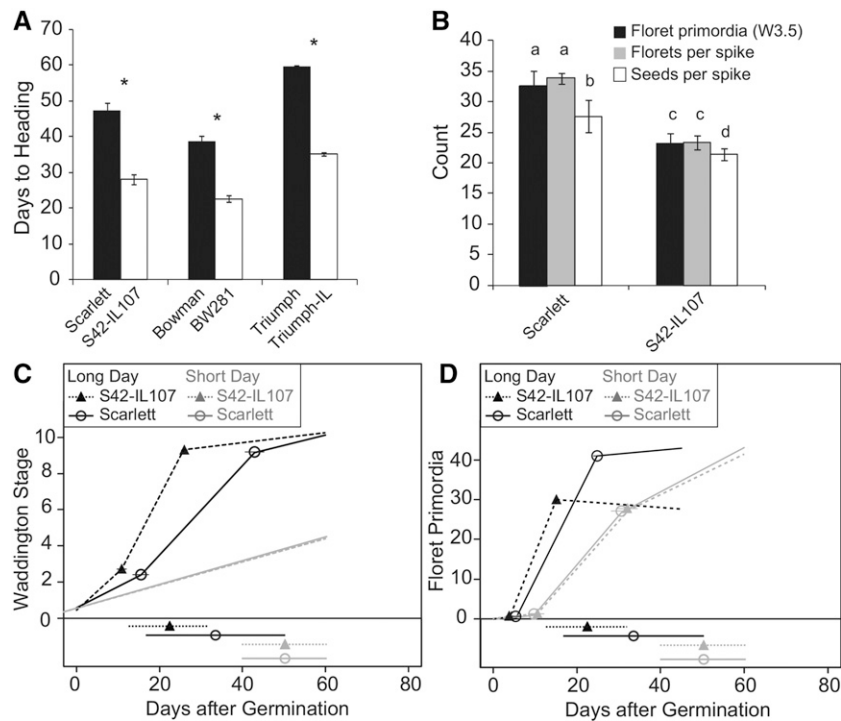 A
70
60
50
40
30
20
10
0
Days to Heading
*
*
*
Scarlett
S42-IL107
Bowman
BW281
Triumph
Triumph-IL
B
Floret primordia (W3.5)
Florets per spike
Seeds per spike
40
35
30
25
20
15
10
5
0
Count
a a b
c c d
Scarlett
S42-IL107
C
Long Day Short Day
S42-IL107 S42-IL107
Scarlett Scarlett
10
8
6
4
2
0
Waddington Stage
0 20 40 60 80
Days after Germination
D
Long Day Short Day
S42-IL107 S42-IL107
Scarlett Scarlett
40
30
20
10
0
Floret Primordia
0 20 40 60 80
Days after Germination